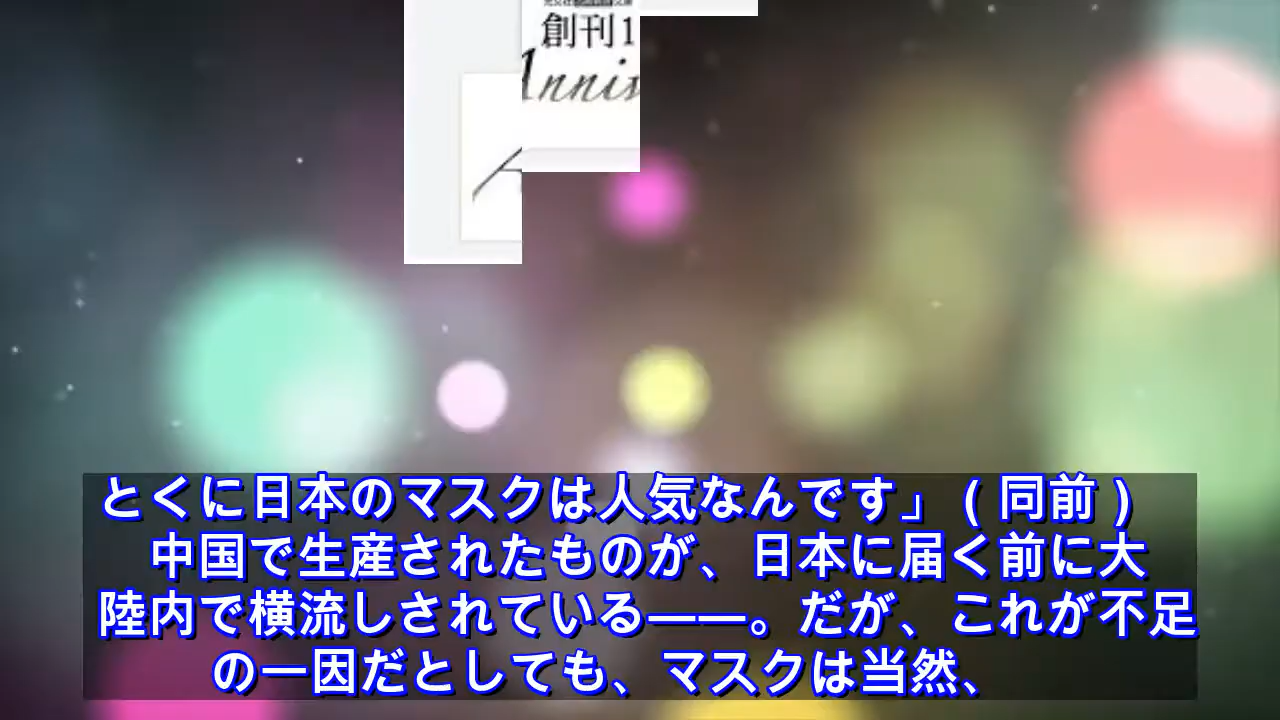 創刊1
Anniv
とくに日本のマスクは人気なんです」(同前)
中国で生産されたものが、日本に届く前に大
陸内で横流しされている――。だが、これが不足
の一因だとしても、マスクは当然、